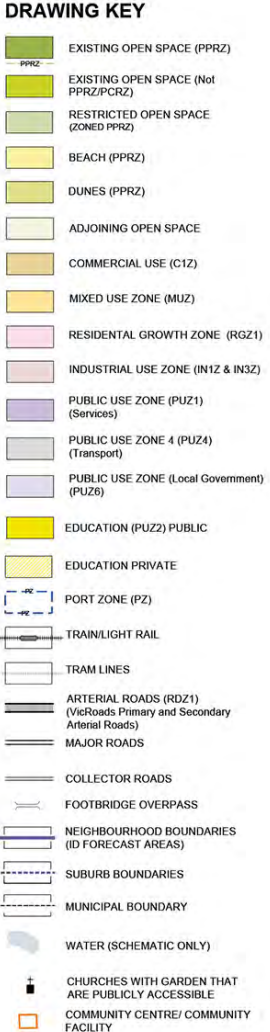 DRAWING KEY
EXISTING OPEN SPACE (PPRZ)
PPRZ
EXISTING OPEN SPACE (Not
PPRZ/PCRZ)
RESTRICTED OPEN SPACE
(ZONED PPRZ)
BEACH (PPRZ)
DUNES (PPRZ)
ADJOINING OPEN SPACE
COMMERCIAL USE (C1Z)
MIXED USE ZONE (MUZ)
RESIDENTAL GROWTH ZONE (RGZ1)
INDUSTRIAL USE ZONE (IN1Z & IN3Z)
PUBLIC USE ZONE (PUZ1)
(Services)
PUBLIC USE ZONE 4 (PUZ4)
(Transport)
PUBLIC USE ZONE (Local Government)
(PUZ6)
EDUCATION (PUZ2) PUBLIC
EDUCATION PRIVATE
PZ
PORT ZONE (PZ)
PZ
TRAIN/LIGHT RAIL
TRAM LINES
ARTERIAL ROADS (RDZ1)
(VicRoads Primary and Secondary
Arterial Roads)
MAJOR ROADS
COLLECTOR ROADS
FOOTBRIDGE OVERPASS
NEIGHBOURHOOD BOUNDARIES
(ID FORECAST AREAS)
SUBURB BOUNDARIES
MUNICIPAL BOUNDARY
WATER (SCHEMATIC ONLY)
CHURCHES WITH GARDEN THAT
ARE PUBLICLY ACCESSIBLE
COMMUNITY CENTRE/ COMMUNITY
FACILITY